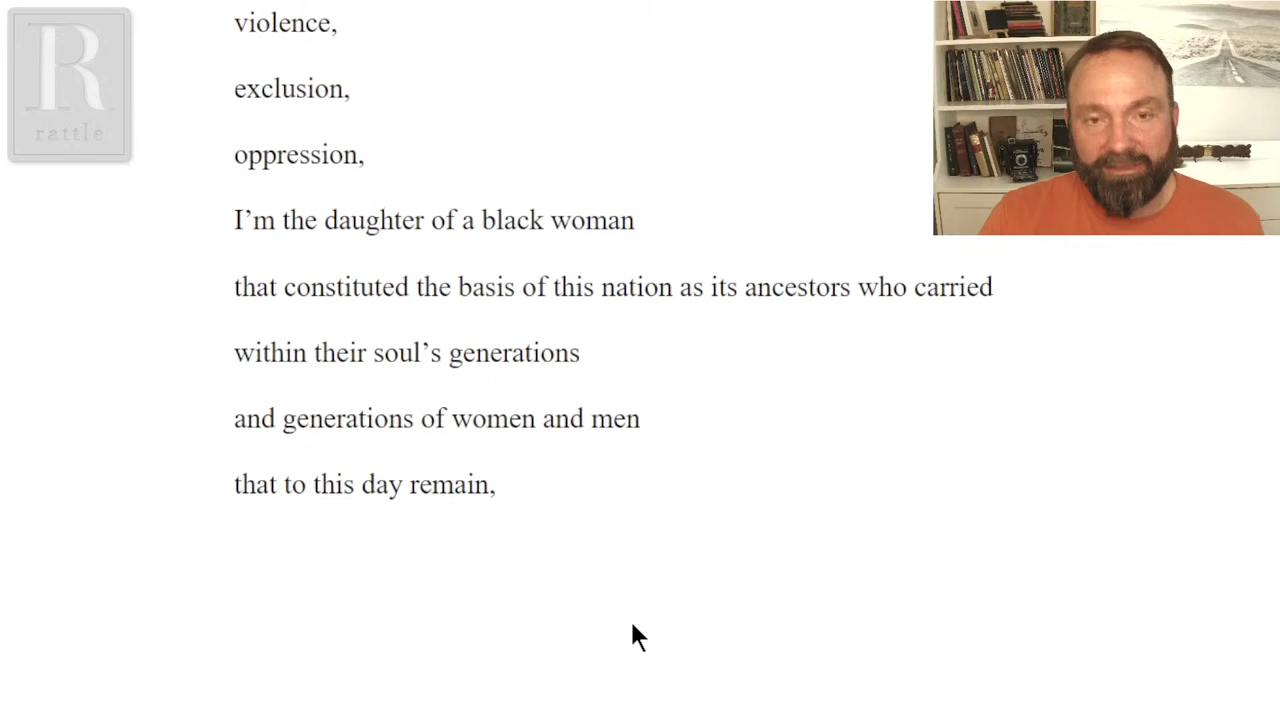 R
rattle
violence,
exclusion,
oppression,
I’m the daughter of a black woman
that constituted the basis of this nation as its ancestors who carried
within their soul’s generations
and generations of women and men
that to this day remain,